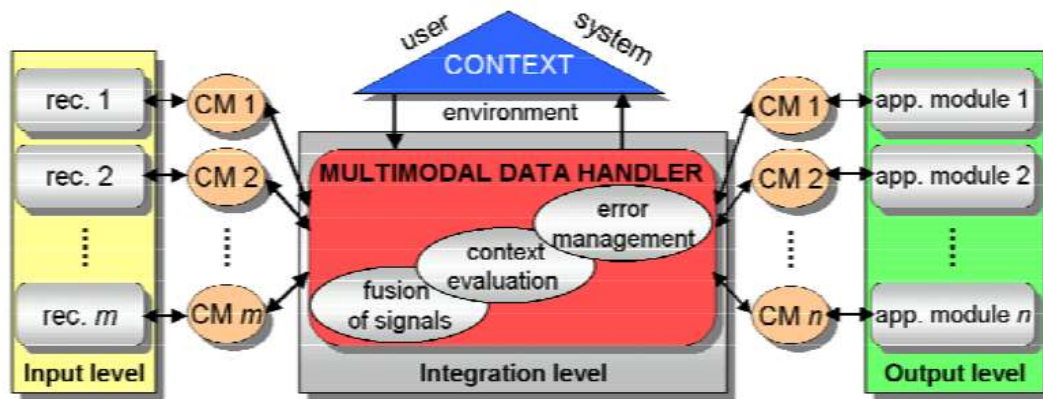 user
system
CONTEXT
environment
rec. 1
rec. 2
rec. m
Input level
CM 1
CM 2
CM m
MULTIMODAL DATA HANDLER
error
management
context
evaluation
fusion
of signals
Integration level
CM 1
CM 2
CM n
app. module 1
app. module 2
app. module n
Output level